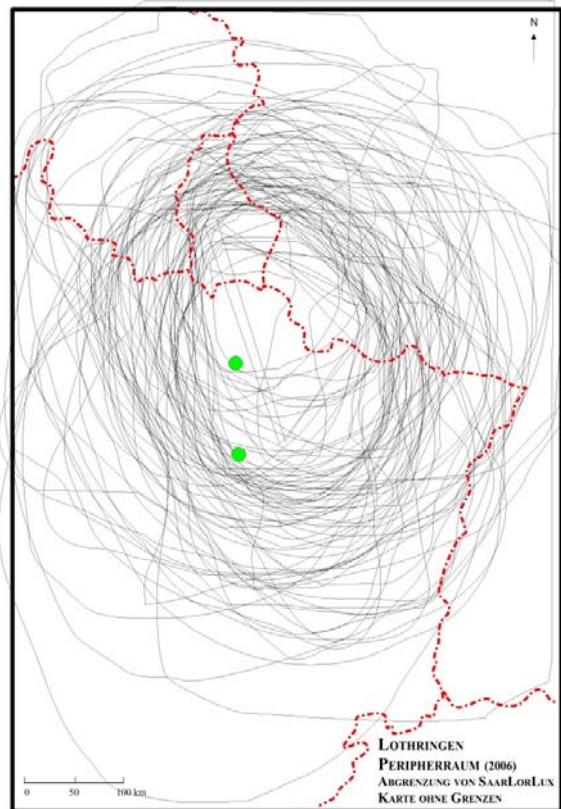 N
0
50
100 km
LOTHRINGEN
PERIPHERRAUM (2006)
ABGRENZUNG VON SAARLORLUX
KARTE OHNE GRENZEN